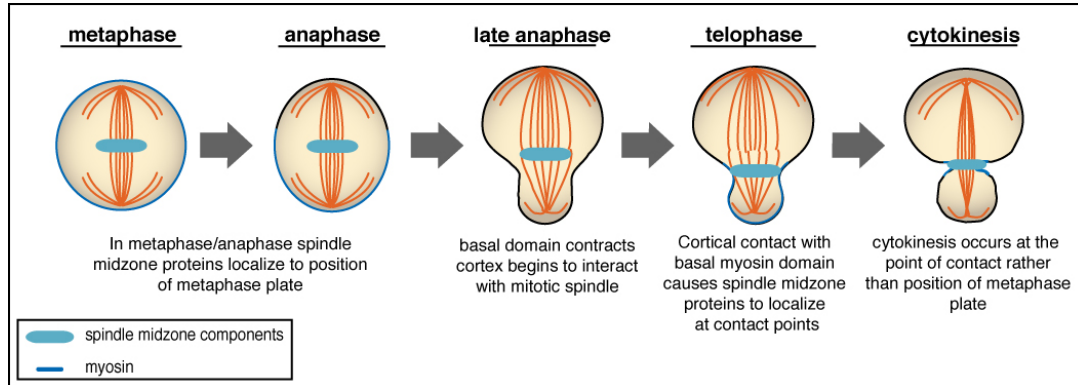 metaphase
anaphase
late anaphase
telophase
cytokinesis
In metaphase/anaphase spindle
midzone proteins localize to position
of metaphase plate
basal domain contracts
cortex begins to interact
with mitotic spindle
Cortical contact with
basal myosin domain
causes spindle midzone
proteins to localize
at contact points
cytokinesis occurs at the
point of contact rather
than position of metaphase
plate
spindle midzone components
myosin